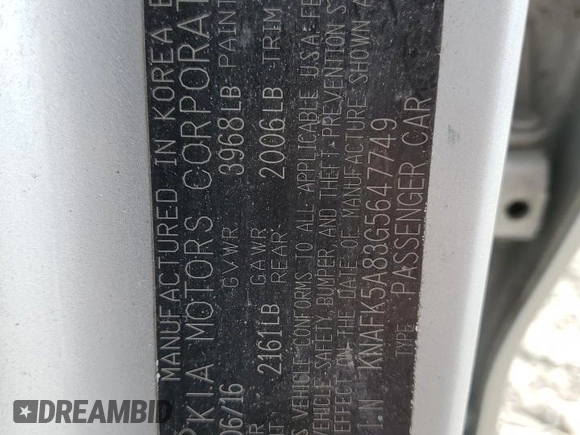 MANUFACTURED IN KOREA
KIA MOTORS CORPORAT
06/16 GVWR 3968LB PAINT
2161LB GAWR REAR 2006LB TRIM
VEHICLE CONFORMS TO ALL APPLICABLE U.S.A. FE
VEHICLE SAFETY, BUMPER, AND THEFT PREVENTION S
EFFECT ON THE DATE OF MANUFACTURE SHOWN A
I.N KNAFK5A83G5647749
TYPE PASSENGER CAR
DREAMBID